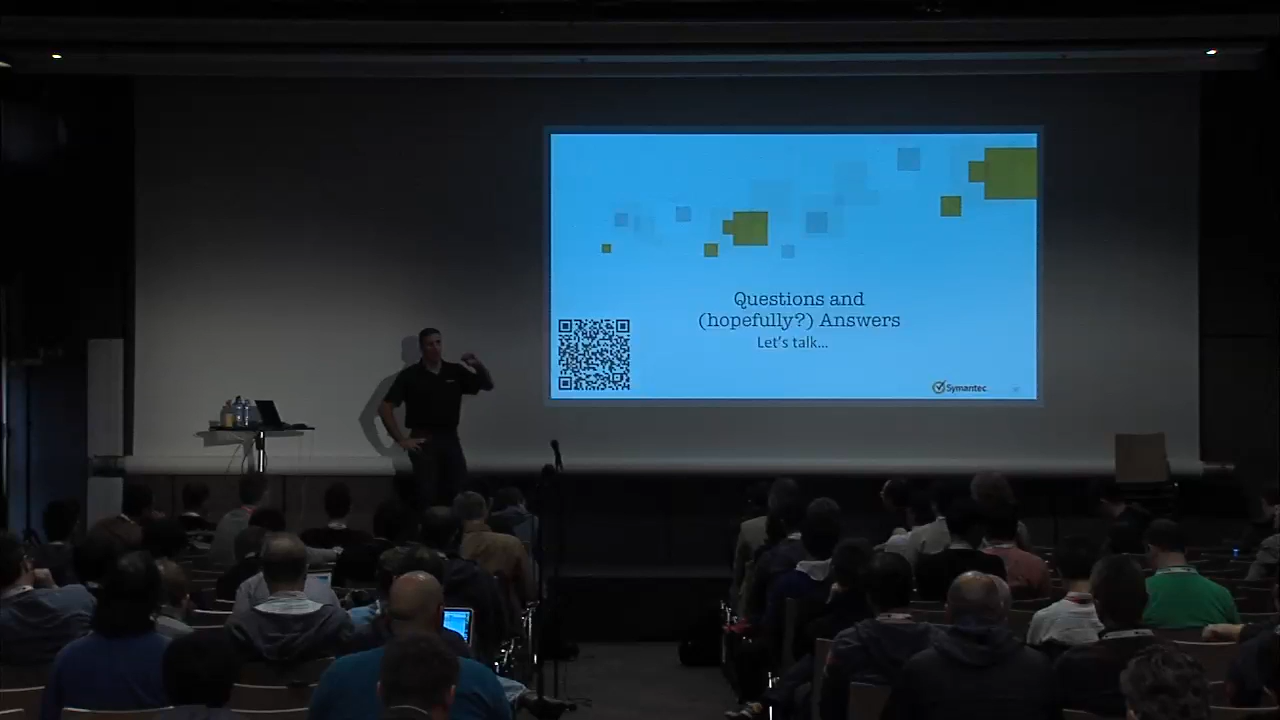 Questions and
(hopefully?) Answers
Let's talk...
Symantec